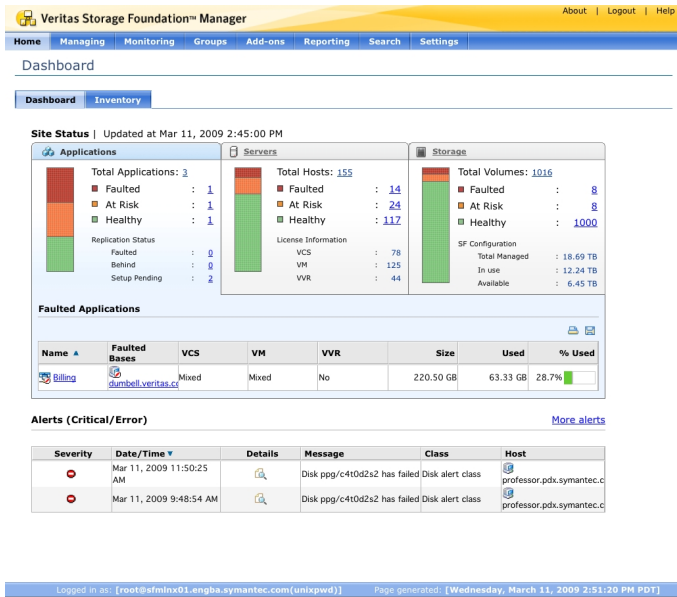 Veritas Storage Foundation™ Manager
About | Logout | Help
Home Managing Monitoring Groups Add-ons Reporting Search Settings
Dashboard
Dashboard Inventory
Site Status | Updated at Mar 11, 2009 2:45:00 PM
Applications
Total Applications: 3
Faulted : 1
At Risk : 1
Healthy : 1
Replication Status
Faulted : 0
Behind : 0
Setup Pending : 2
Servers
Total Hosts: 155
Faulted : 14
At Risk : 24
Healthy : 117
License Information
VCS : 78
VM : 125
VVR : 44
Storage
Total Volumes: 1016
Faulted : 8
At Risk : 8
Healthy : 1000
SF Configuration
Total Managed : 18.69 TB
In use : 12.24 TB
Available : 6.45 TB
Faulted Applications
Name Faulted Bases VCS VM VVR Size Used % Used
Billing dumbell.veritas.cc Mixed Mixed No 220.50 GB 63.33 GB 28.7%
Alerts (Critical/Error)
More alerts
Severity Date/Time Details Message Class Host
Mar 11, 2009 11:50:25 AM Disk ppg/c4t0d2s2 has failed Disk alert class professor.pdx.symantec.c
Mar 11, 2009 9:48:54 AM Disk ppg/c4t0d2s2 has failed Disk alert class professor.pdx.symantec.c
Logged in as: [root@sfmlnx01.engba.symantec.com(unixpwd)] Page generated: [Wednesday, March 11, 2009 2:51:20 PM PDT]